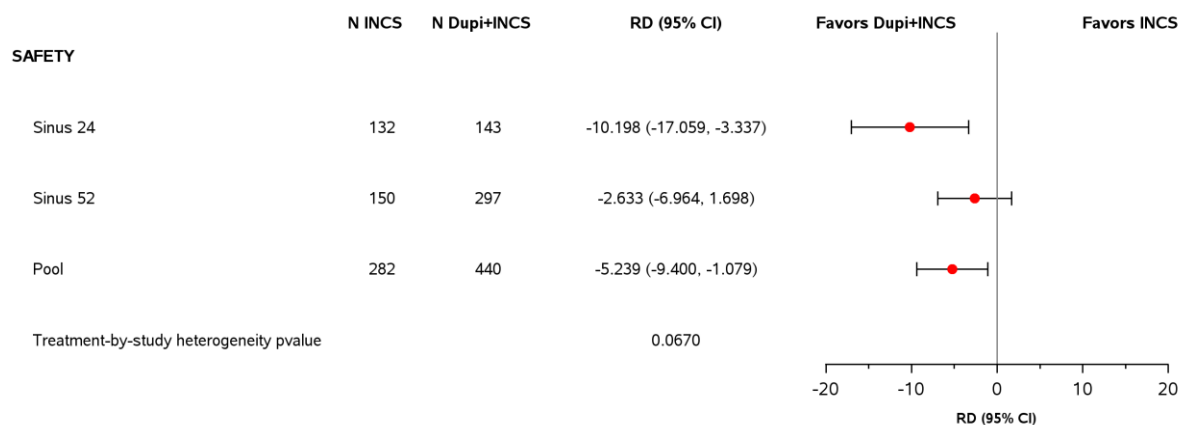 N INCS N Dupi+INCS RD (95% CI) Favors Dupi+INCS Favors INCS
SAFETY
Sinus 24 132 143 -10.198 (-17.059, -3.337)
Sinus 52 150 297 -2.633 (-6.964, 1.698)
Pool 282 440 -5.239 (-9.400, -1.079)
Treatment-by-study heterogeneity pvalue 0.0670
-20 -10 0 10 20
RD (95% CI)